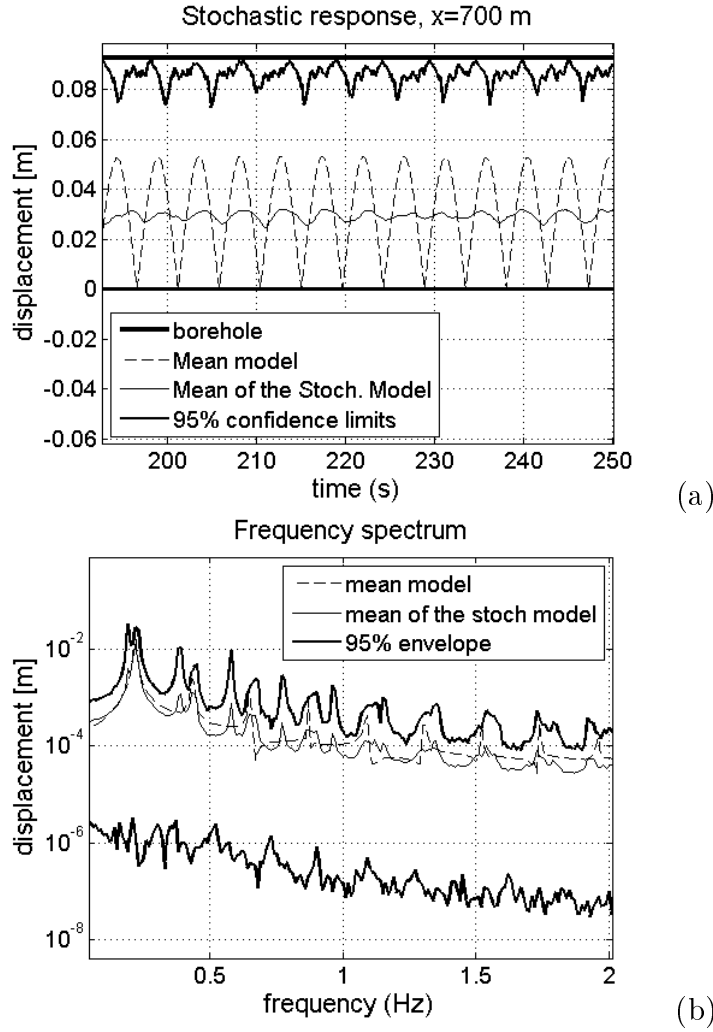 Stochastic response, x=700 m
displacement [m]
0.08
0.06
0.04
0.02
0
-0.02
-0.04
-0.06
borehole
Mean model
Mean of the Stoch. Model
95% confidence limits
200 210 220 230 240 250
time (s)
(a)
Frequency spectrum
displacement [m]
10^-2
10^-4
10^-6
10^-8
mean model
mean of the stoch model
95% envelope
0.5 1 1.5 2
frequency (Hz)
(b)